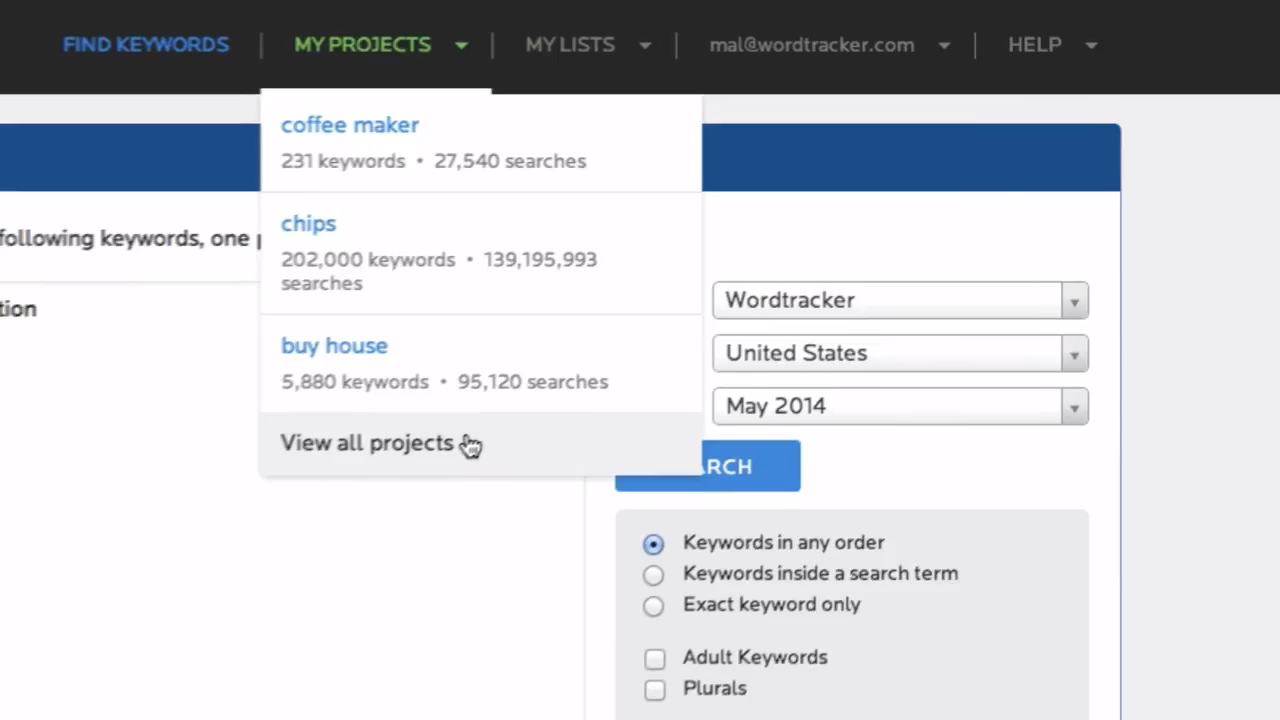 FIND KEYWORDS
MY PROJECTS
MY LISTS
mal@wordtracker.com
HELP
coffee maker
231 keywords • 27,540 searches
chips
202,000 keywords • 139,195,993
searches
buy house
5,880 keywords • 95,120 searches
View all projects
following keywords, one
tion
Wordtracker
United States
May 2014
ARCH
Keywords in any order
Keywords inside a search term
Exact keyword only
Adult Keywords
Plurals